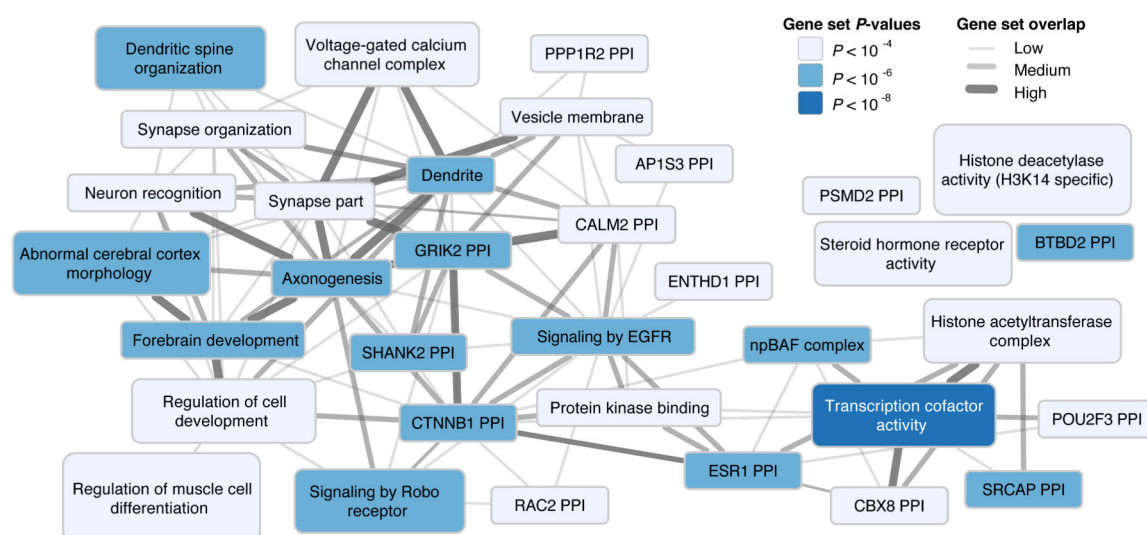 Gene set P-values
P < 10 -4
P < 10 -6
P < 10 -8
Gene set overlap
Low
Medium
High
Dendritic spine
organization
Voltage-gated calcium
channel complex
PPP1R2 PPI
Synapse organization
Vesicle membrane
AP1S3 PPI
Histone deacetylase
activity (H3K14 specific)
Neuron recognition
Synapse part
Dendrite
CALM2 PPI
PSMD2 PPI
Abnormal cerebral cortex
morphology
Axonogenesis
GRIK2 PPI
Steroid hormone receptor
activity
BTBD2 PPI
ENTHD1 PPI
Forebrain development
SHANK2 PPI
Signaling by EGFR
npBAF complex
Histone acetyltransferase
complex
Regulation of cell
development
CTNNB1 PPI
Protein kinase binding
Transcription cofactor
activity
POU2F3 PPI
Regulation of muscle cell
differentiation
Signaling by Robo
receptor
RAC2 PPI
ESR1 PPI
CBX8 PPI
SRCAP PPI